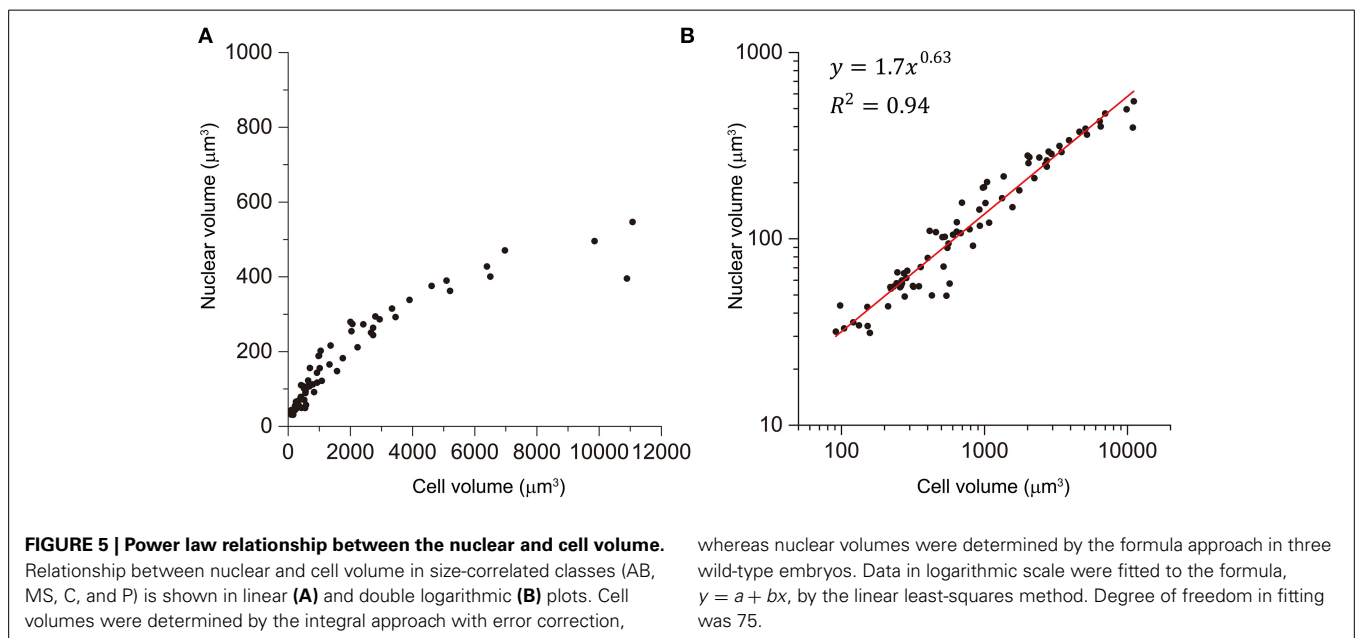 A
1000
800
600
400
200
0
Nuclear volume (μm³)
0 2000 4000 6000 8000 10000 12000
Cell volume (μm³)
B
y = 1.7x^0.63
R² = 0.94
1000
100
10
Nuclear volume (μm³)
100 1000 10000
Cell volume (μm³)
FIGURE 5 | Power law relationship between the nuclear and cell volume.
Relationship between nuclear and cell volume in size-correlated classes (AB,
MS, C, and P) is shown in linear (A) and double logarithmic (B) plots. Cell
volumes were determined by the integral approach with error correction,
whereas nuclear volumes were determined by the formula approach in three
wild-type embryos. Data in logarithmic scale were fitted to the formula,
y = a + bx, by the linear least-squares method. Degree of freedom in fitting
was 75.